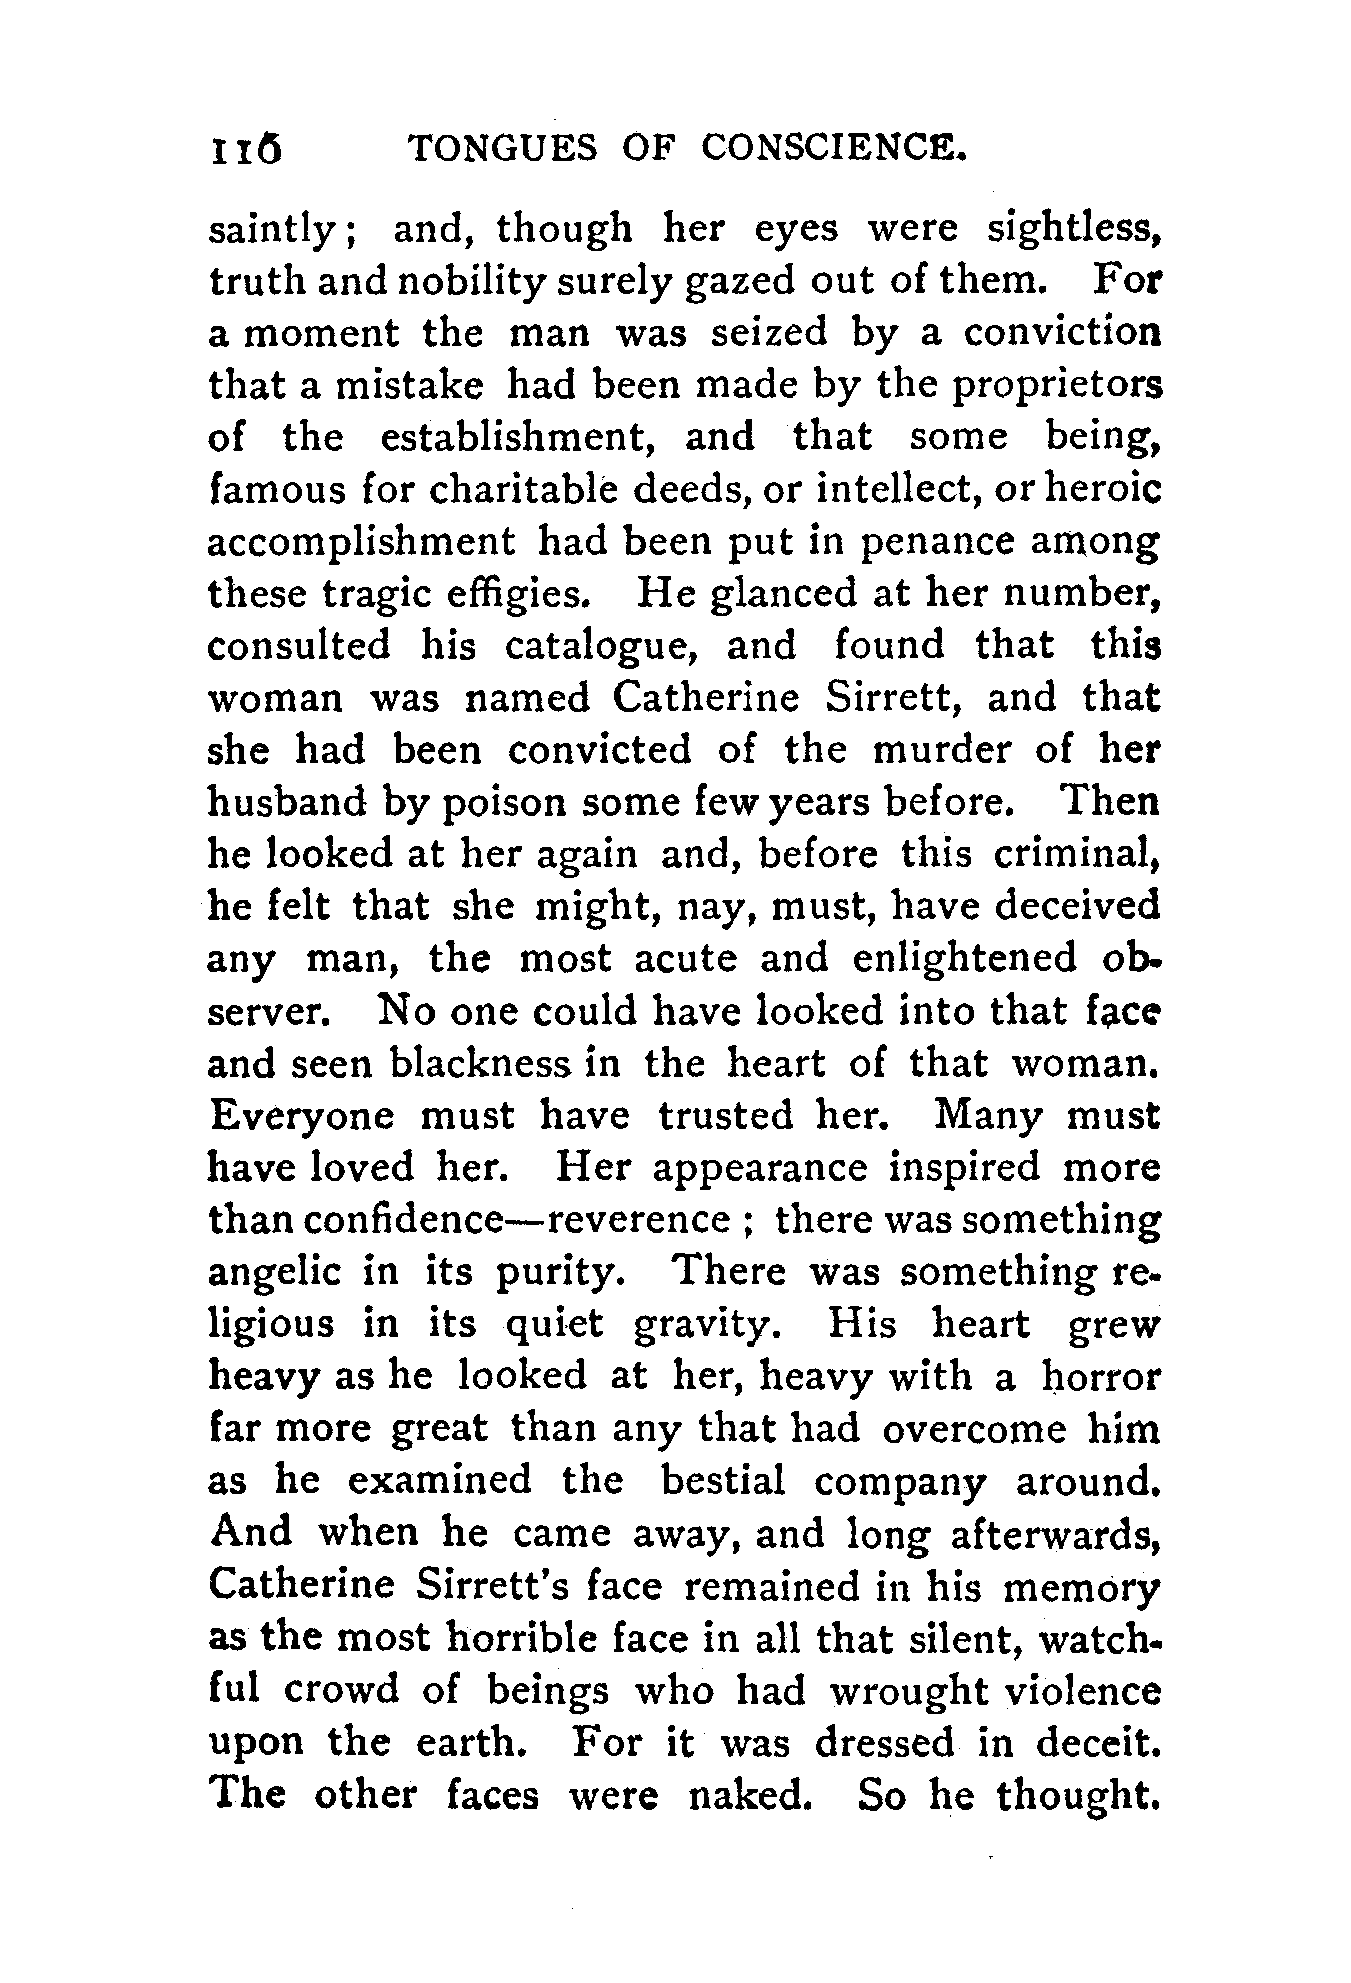 116 TONGUES OF CONSCIENCE.
saintly; and, though her eyes were sightless,
truth and nobility surely gazed out of them. For
a moment the man was seized by a conviction
that a mistake had been made by the proprietors
of the establishment, and that some being,
famous for charitable deeds, or intellect, or heroic
accomplishment had been put in penance among
these tragic effigies. He glanced at her number,
consulted his catalogue, and found that this
woman was named Catherine Sirrett, and that
she had been convicted of the murder of her
husband by poison some few years before. Then
he looked at her again and, before this criminal,
he felt that she might, nay, must, have deceived
any man, the most acute and enlightened ob-
server. No one could have looked into that face
and seen blackness in the heart of that woman.
Everyone must have trusted her. Many must
have loved her. Her appearance inspired more
than confidence—reverence; there was something
angelic in its purity. There was something re-
ligious in its quiet gravity. His heart grew
heavy as he looked at her, heavy with a horror
far more great than any that had overcome him
as he examined the bestial company around.
And when he came away, and long afterwards,
Catherine Sirrett's face remained in his memory
as the most horrible face in all that silent, watch-
ful crowd of beings who had wrought violence
upon the earth. For it was dressed in deceit.
The other faces were naked. So he thought.